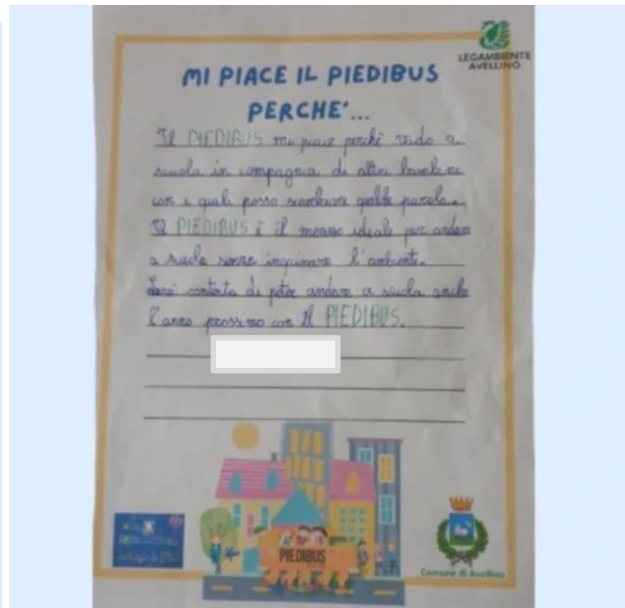 LEGAMBIENTE
AVELLINO
MI PIACE IL PIEDIBUS
PERCHE'...
Il PIEDIBUS mi piace perchè vado a
scuola in compagnia di altri bambini
con i quali posso scambiare qualche parola.
Il PIEDIBUS è il mezzo ideale per andare
a scuola senza inquinare l'ambiente.
Sarei contenta di poter andare a scuola anche
l'anno prossimo con il PIEDIBUS.
PIEDIBUS
Comune di Avellino